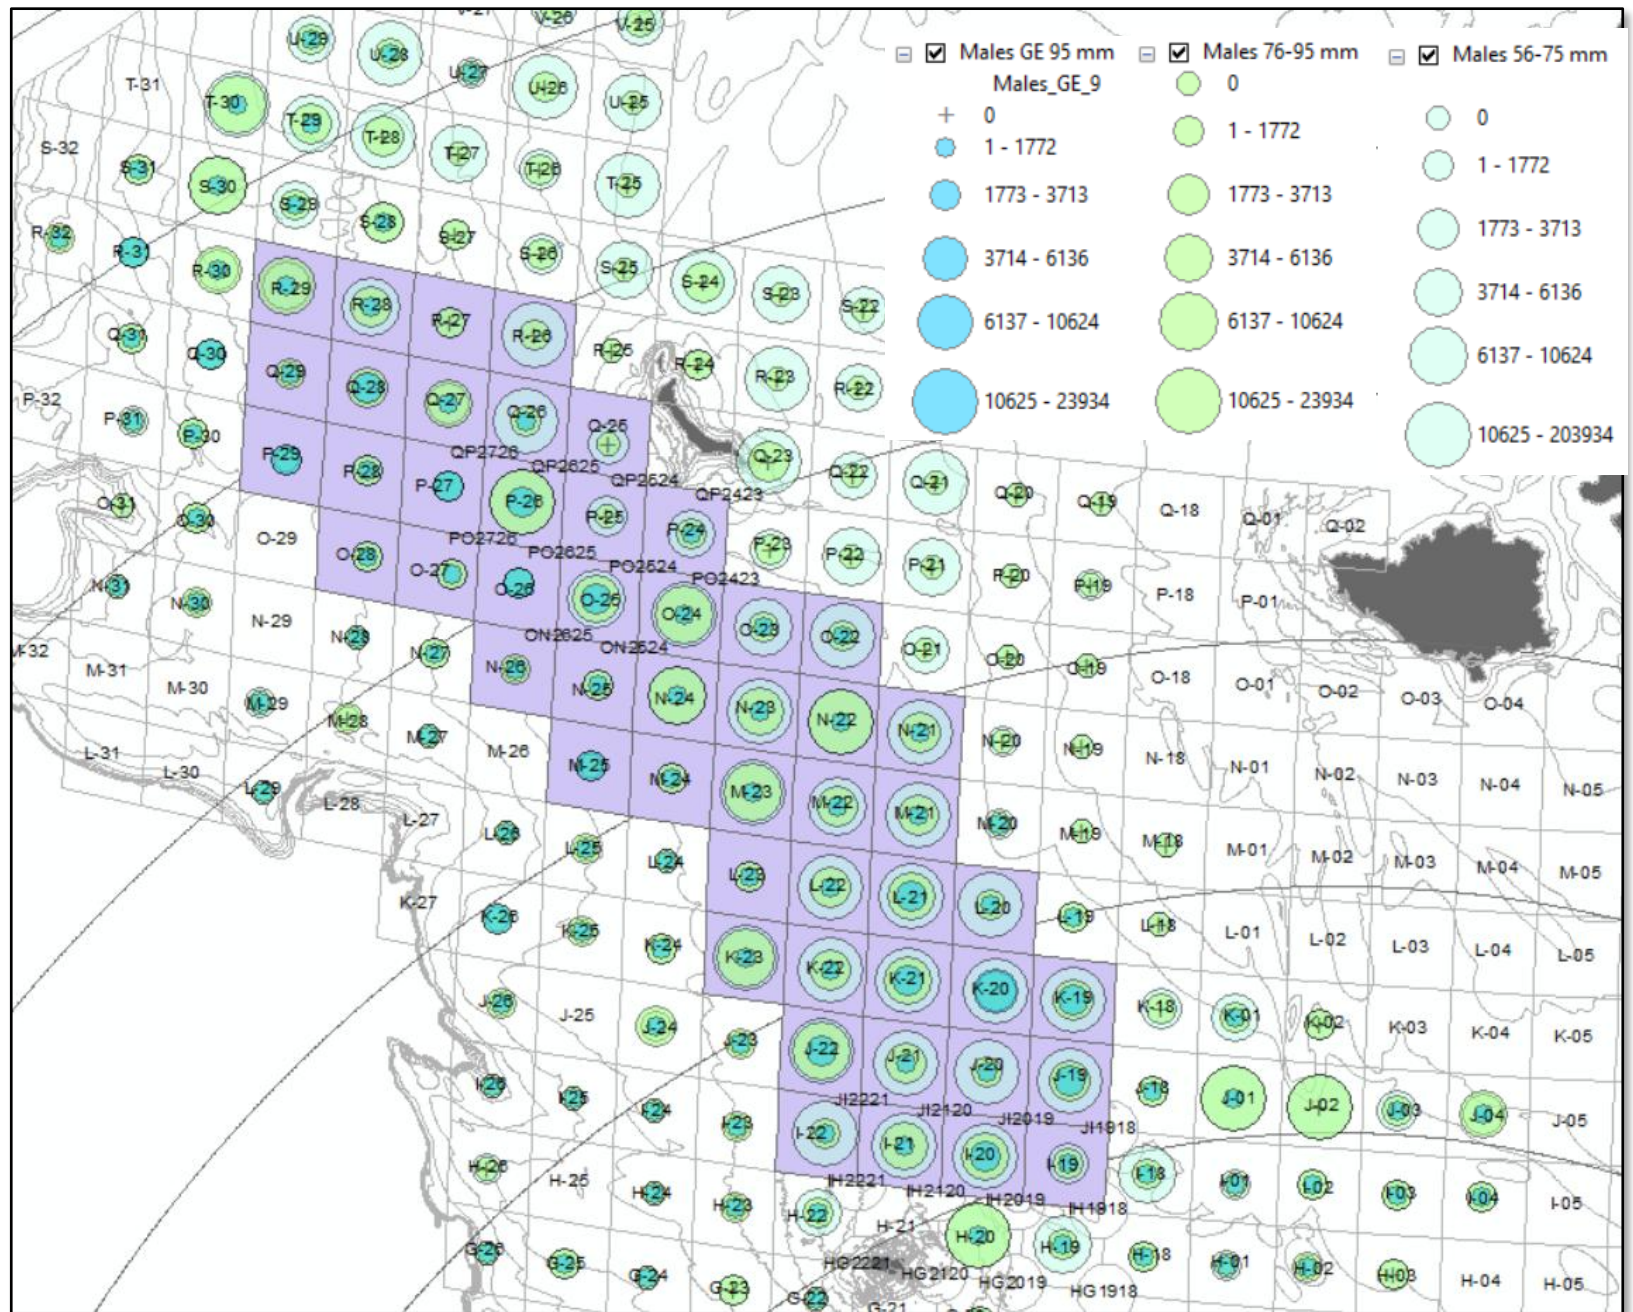 V-26 V-25
U-29 U-28 U-27 U-26 U-25
Males GE 95 mm
Males_GE_9
0
1 - 1772
1773 - 3713
3714 - 6136
6137 - 10624
10625 - 23934
Males 76-95 mm
0
1 - 1772
1773 - 3713
3714 - 6136
6137 - 10624
10625 - 23934
Males 56-75 mm
0
1 - 1772
1773 - 3713
3714 - 6136
6137 - 10624
10625 - 203934
T-31 T-30 T-29 T-28 T-27 T-26 T-25
S-32 S-31 S-30 S-29 S-28 S-27 S-26 S-25 S-24 S-23 S-22
R-32 R-31 R-30 R-29 R-28 R-27 R-26 R-25 R-24 R-23 R-22
Q-31 Q-30 Q-29 Q-28 Q-27 Q-26 Q-25 Q-23 Q-22 Q-21 Q-20 Q-19 Q-18 Q-01 Q-02
QP2726 QP2625 QP2524 QP2423
P-32 P-31 P-30 P-29 P-28 P-27 P-26 P-25 P-24 P-23 P-22 P-21 P-20 P-19 P-18 P-01
PO2726 PO2625 PO2524 PO2423
O-31 O-30 O-29 O-28 O-27 O-26 O-25 O-24 O-23 O-22 O-21 O-20 O-19 O-18 O-01 O-02 O-03 O-04
ON2625 ON2524
N-31 N-30 N-29 N-28 N-27 N-26 N-25 N-24 N-23 N-22 N-21 N-20 N-19 N-18 N-01 N-02 N-03 N-04 N-05
M-32 M-31 M-30 M-29 M-28 M-27 M-26 M-25 M-24 M-23 M-22 M-21 M-20 M-19 M-18 M-01 M-02 M-03 M-04 M-05
L-31 L-30 L-29 L-28 L-27 L-26 L-25 L-24 L-23 L-22 L-21 L-20 L-19 L-18 L-01 L-02 L-03 L-04 L-05
K-27 K-26 K-25 K-24 K-23 K-22 K-21 K-20 K-19 K-18 K-01 K-02 K-03 K-04 K-05
J-26 J-25 J-24 J-23 J-22 J-21 J-20 J-19 J-18 J-01 J-02 J-03 J-04 J-05
JI2221 JI2120 JI2019 JI1918
I-26 I-25 I-24 I-23 I-22 I-21 I-20 I-19 I-18 I-01 I-02 I-03 I-04 I-05
IH2221 IH2120 IH2019 IH1918
H-26 H-25 H-24 H-23 H-22 H-21 H-20 H-19 H-18 H-01 H-02 H-03 H-04 H-05
HG2221 HG2120 HG2019 HG1918
G-26 G-25 G-24 G-23 G-22 G-21